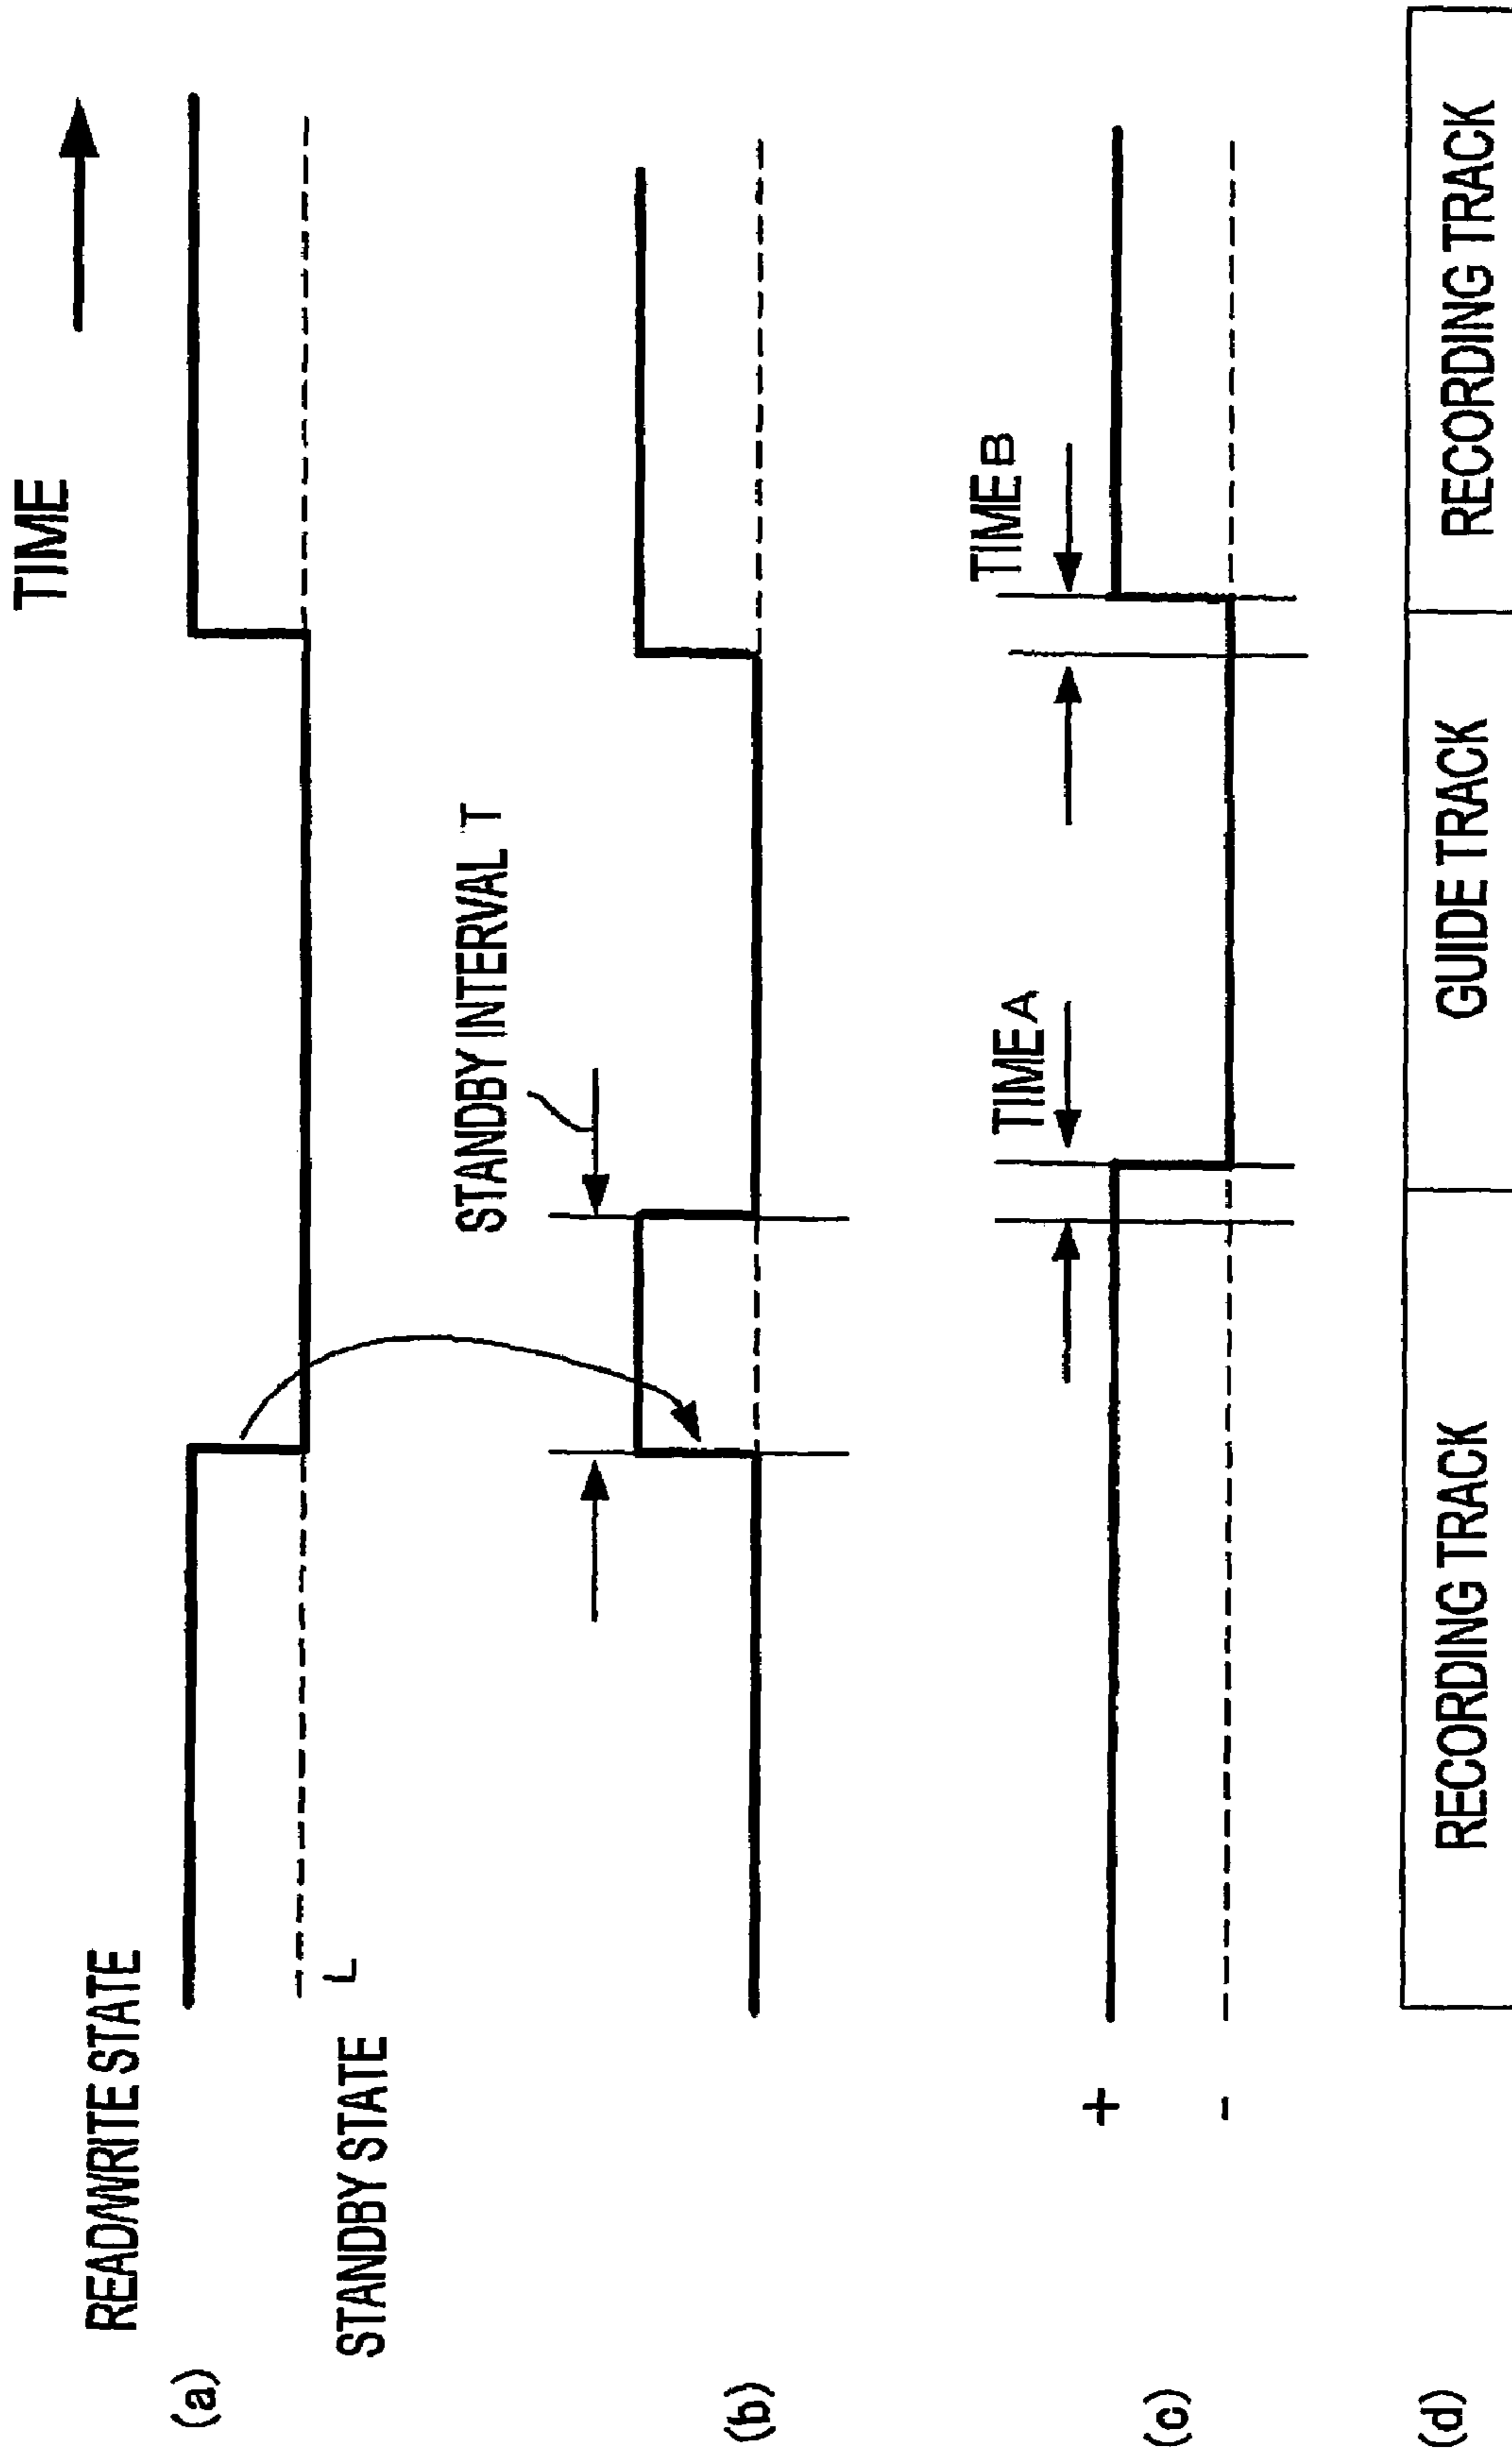 TIME
READ/WRITE STATE
(a)
L
STANDBY STATE
STANDBY INTERVAL T
(b)
TIME A
TIME B
+
-
(c)
(d)
RECORDING TRACK
GUIDE TRACK
RECORDING TRACK